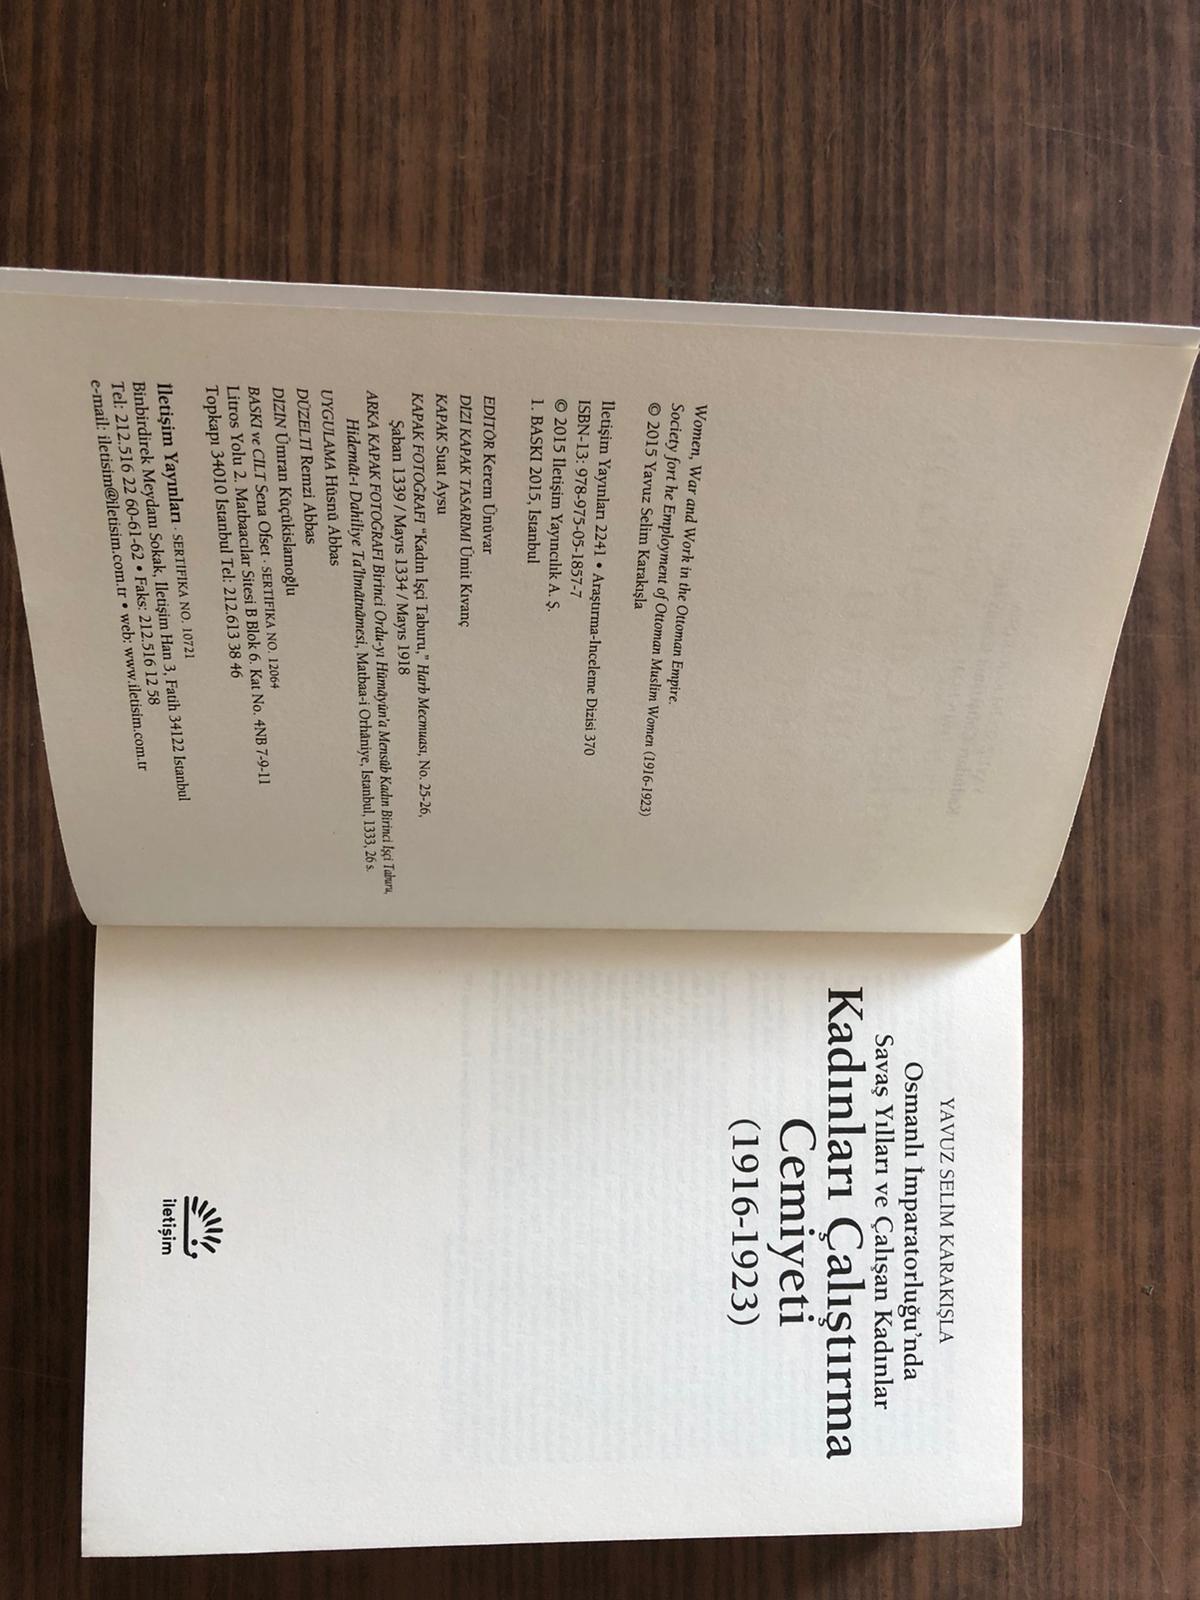 Women, War and Work in the Ottoman Empire.
Society fort he Employment of Ottoman Muslim Women (1916-1923)
© 2015 Yavuz Selim Karakışla
İletişim Yayınları 2241 • Araştırma-İnceleme Dizisi 370
ISBN-13: 978-975-05-1857-7
© 2015 İletişim Yayıncılık A. Ş.
1. BASKI 2015, İstanbul
EDİTÖR Kerem Ünüvar
DİZİ KAPAK TASARIMI Ümit Kıvanç
KAPAK Suat Aysu
KAPAK FOTOĞRAFI "Kadın İşçi Taburu," Harb Mecmuası, No. 25-26,
Şaban 1339 / Mayıs 1334 / Mayıs 1918
ARKA KAPAK FOTOĞRAFI Birinci Ordu-yı Hümâyûn'a Mensûb Kadın Birinci İşçi Taburu,
Hidemât-ı Dahiliye Ta'lîmâtnâmesi, Matbaa-i Orhâniye, İstanbul, 1333, 26 s.
UYGULAMA Hüsnü Abbas
DÜZELTİ Remzi Abbas
DİZİN Ümran Küçükislamoğlu
BASKI ve CİLT Sena Ofset · SERTİFİKA NO. 12064
Litros Yolu 2. Matbaacılar Sitesi B Blok 6. Kat No. 4NB 7-9-11
Topkapı 34010 İstanbul Tel: 212.613 38 46
İletişim Yayınları · SERTİFİKA NO. 10721
Binbirdirek Meydanı Sokak, İletişim Han 3, Fatih 34122 İstanbul
Tel: 212.516 22 60-61-62 • Faks: 212.516 12 58
e-mail: iletisim@iletisim.com.tr • web: www.iletisim.com.tr
YAVUZ SELİM KARAKIŞLA
Osmanlı İmparatorluğu'nda
Savaş Yılları ve Çalışan Kadınlar
Kadınları Çalıştırma
Cemiyeti
(1916-1923)
iletişim